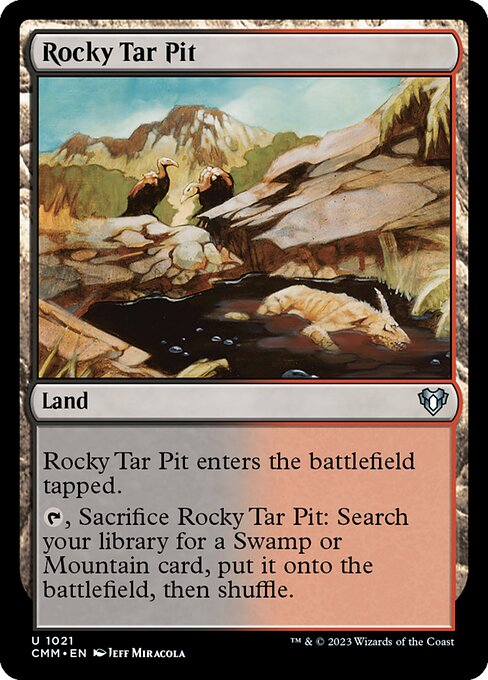 Rocky Tar Pit
Land
Rocky Tar Pit enters the battlefield
tapped.
, Sacrifice Rocky Tar Pit: Search
your library for a Swamp or
Mountain card, put it onto the
battlefield, then shuffle.
U 1021
™ & © 2023 Wizards of the Coast
CMM • EN Jeff Miracola